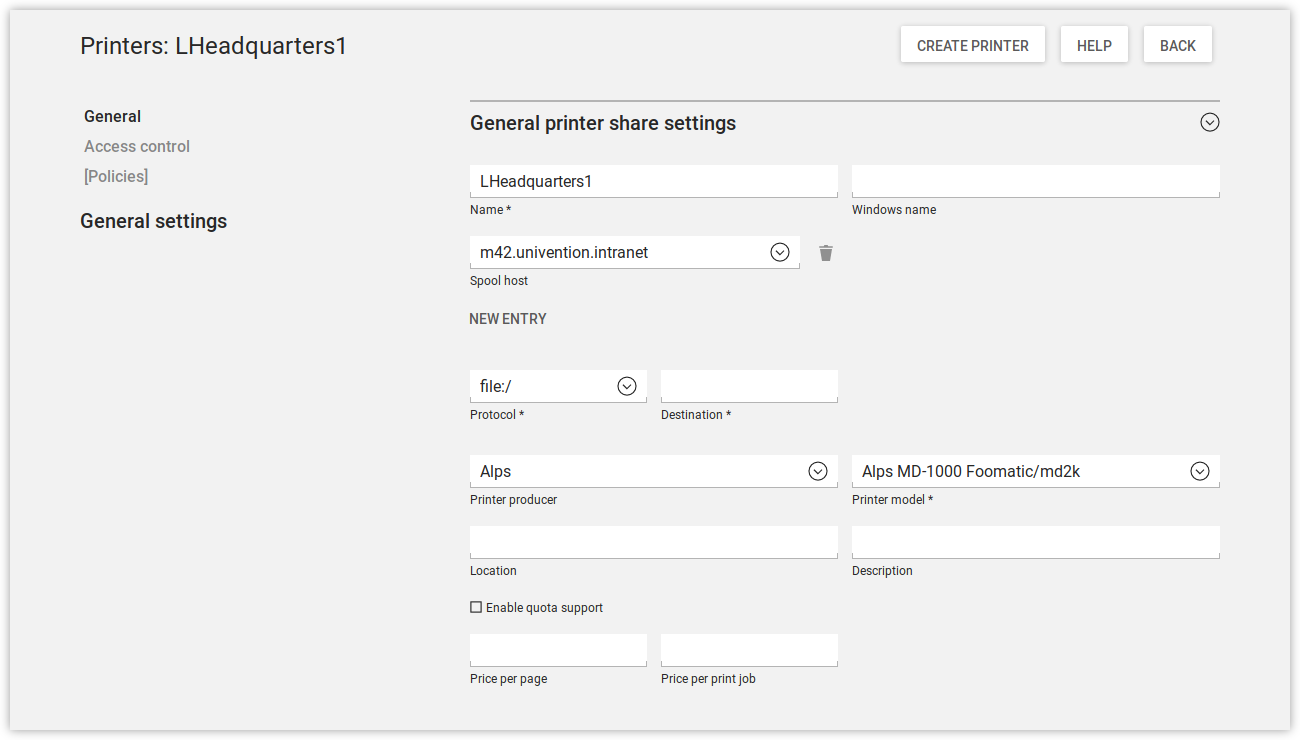 Printers: LHeadquarters1
CREATE PRINTER
HELP
BACK
General
Access control
[Policies]
General settings
General printer share settings
LHeadquarters1
Name *
Windows name
m42.univention.intranet
Spool host
NEW ENTRY
file:/
Protocol *
Destination *
Alps
Printer producer
Alps MD-1000 Foomatic/md2k
Printer model *
Location
Description
Enable quota support
Price per page
Price per print job